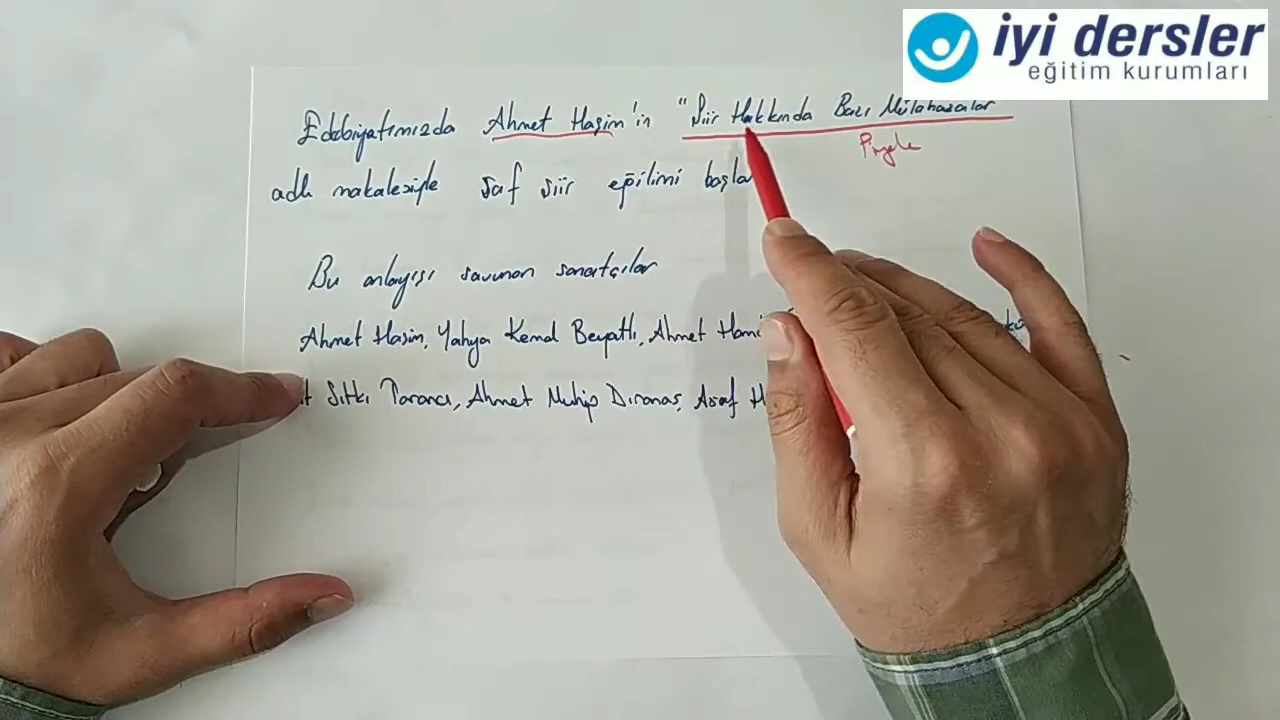 iyi dersler
eğitim kurumları
Edebiyatımızda Ahmet Haşim'in "Şiir Hakkında Bazı Mülahazalar
Piyale
adlı makalesiyle saf şiir eğilimi başlar
Bu anlayışı savunan sanatçılar
Ahmet Haşim, Yahya Kemal Beyatlı, Ahmet Hamdi
Sıtkı Tarancı, Ahmet Muhip Dıranas, Asaf H